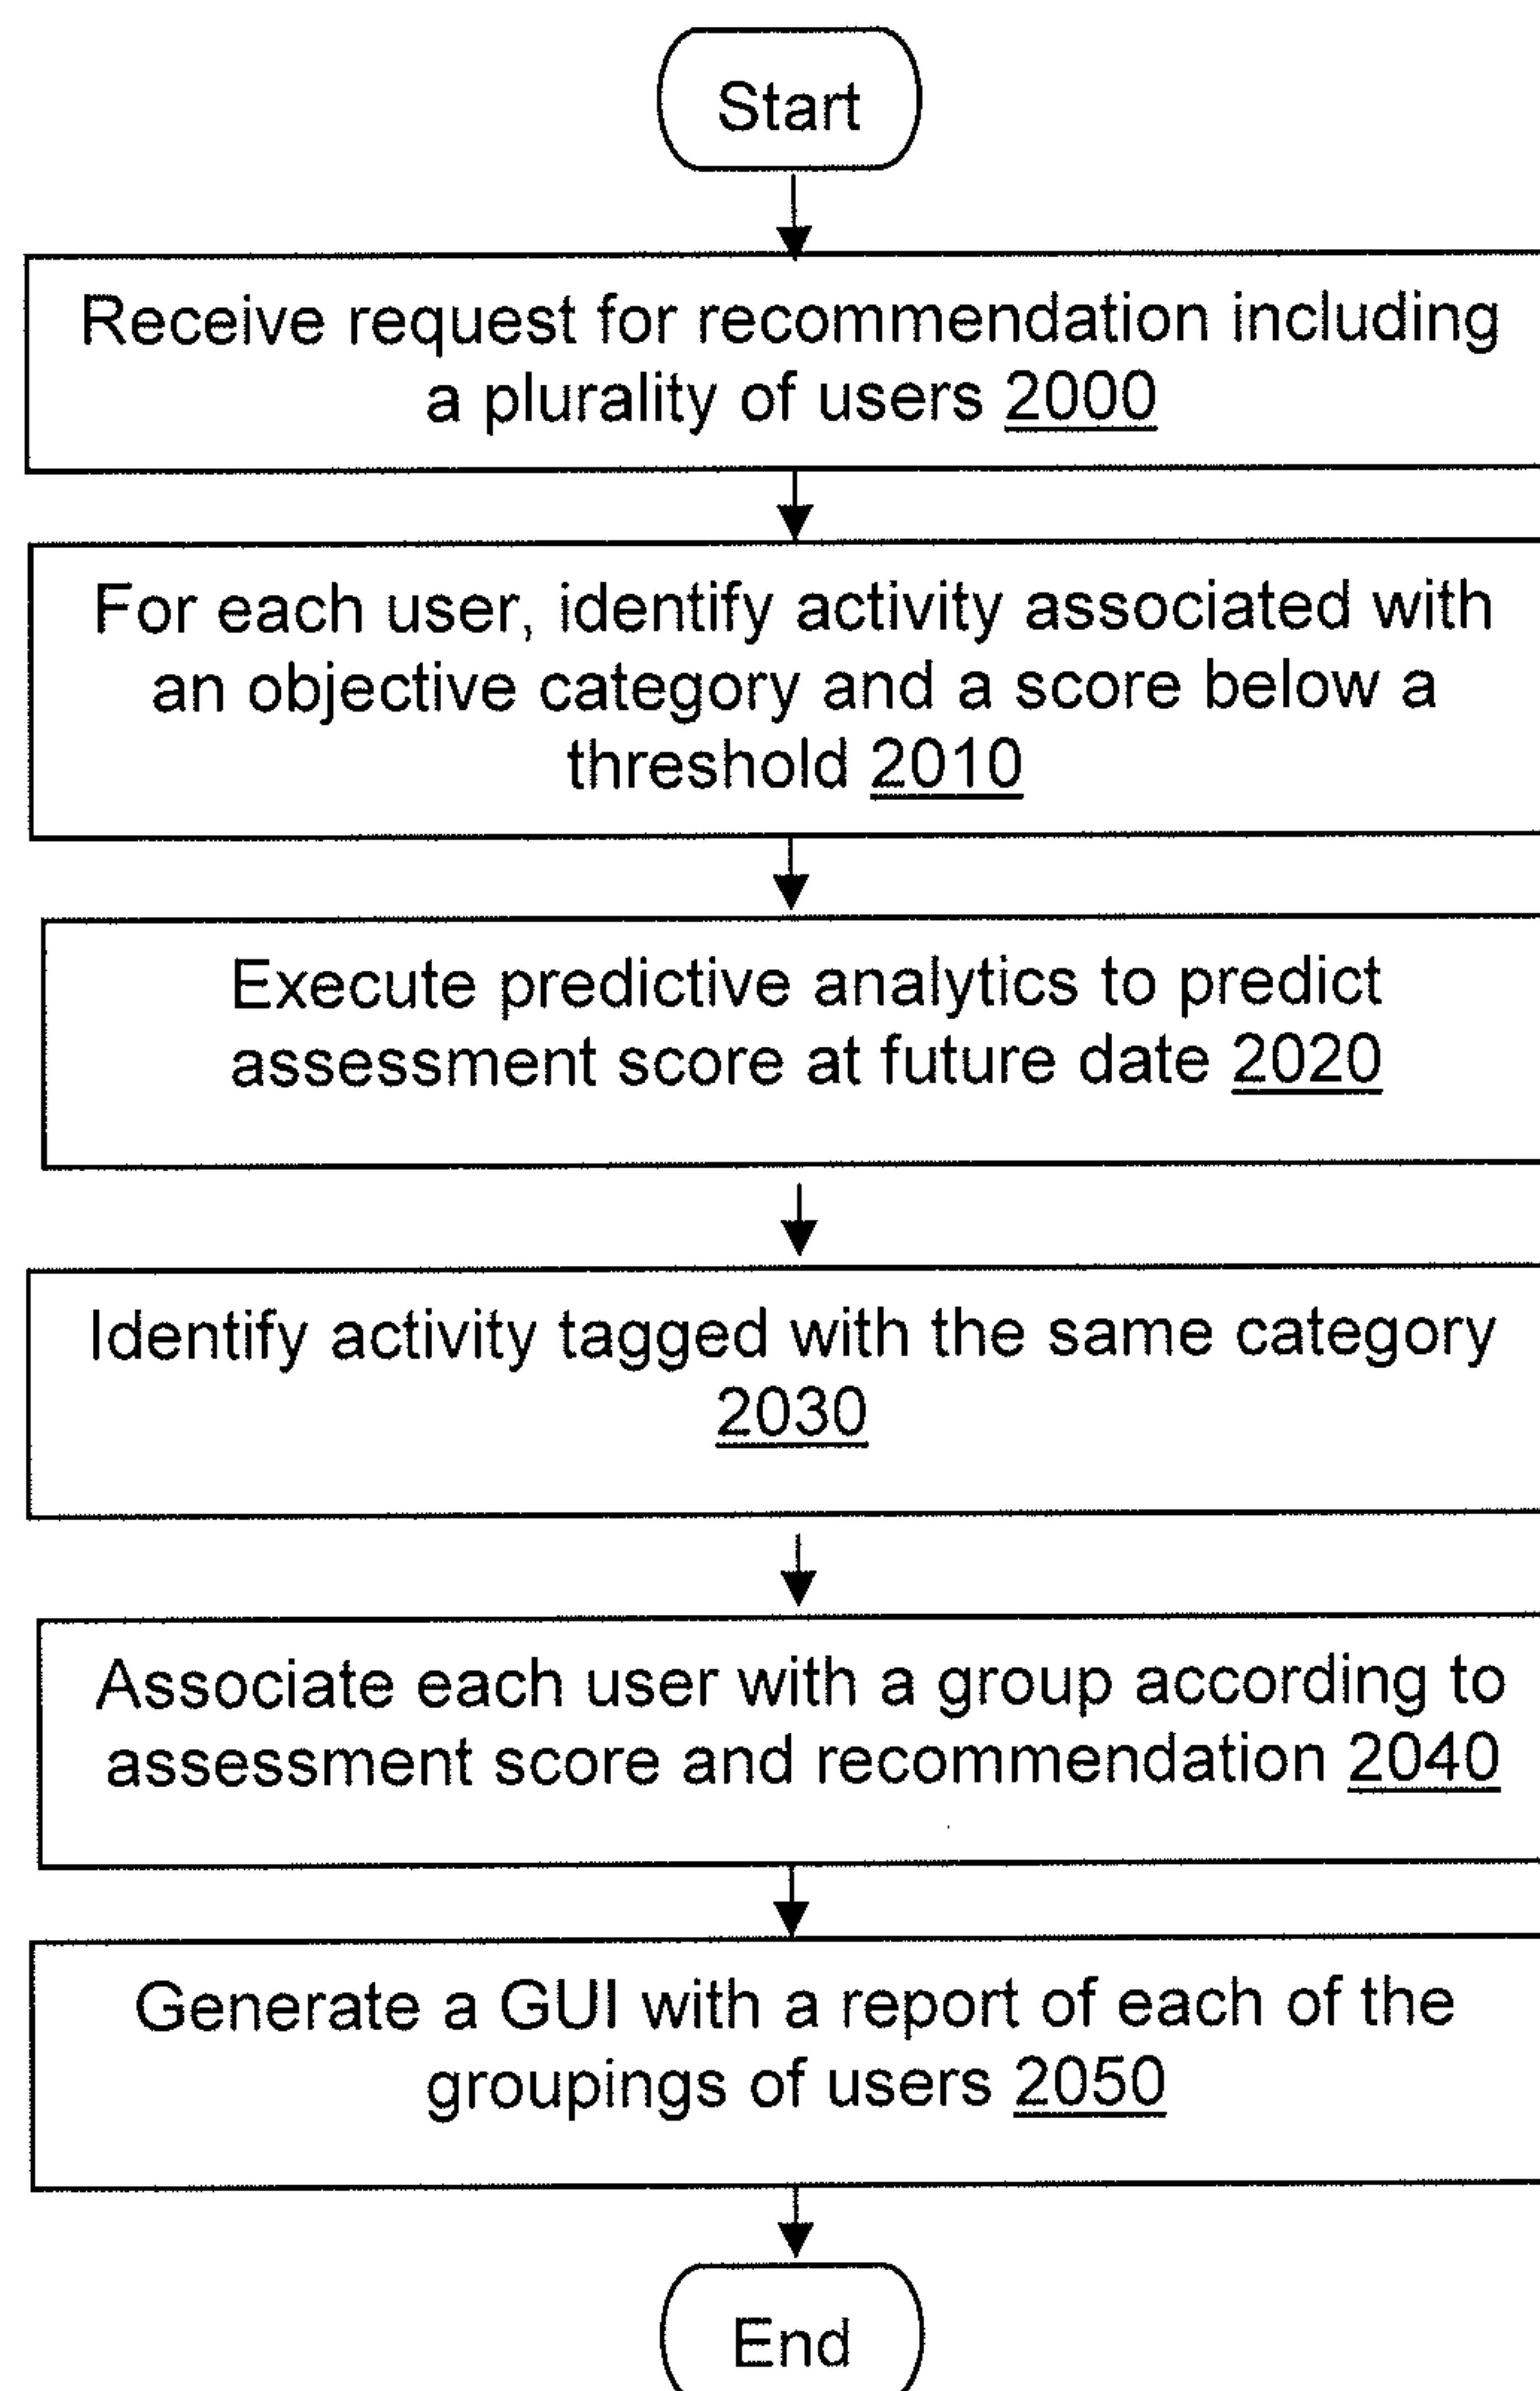 Start
Receive request for recommendation including
a plurality of users 2000
For each user, identify activity associated with
an objective category and a score below a
threshold 2010
Execute predictive analytics to predict
assessment score at future date 2020
Identify activity tagged with the same category
2030
Associate each user with a group according to
assessment score and recommendation 2040
Generate a GUI with a report of each of the
groupings of users 2050
End